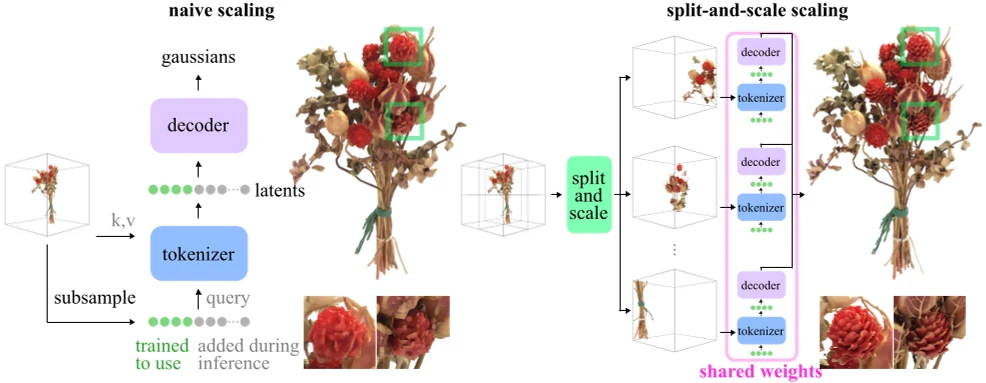 naive scaling
gaussians
decoder
latents
k,v
tokenizer
subsample
query
trained
to use
added during
inference
split-and-scale scaling
split
and
scale
decoder
tokenizer
decoder
tokenizer
decoder
tokenizer
shared weights